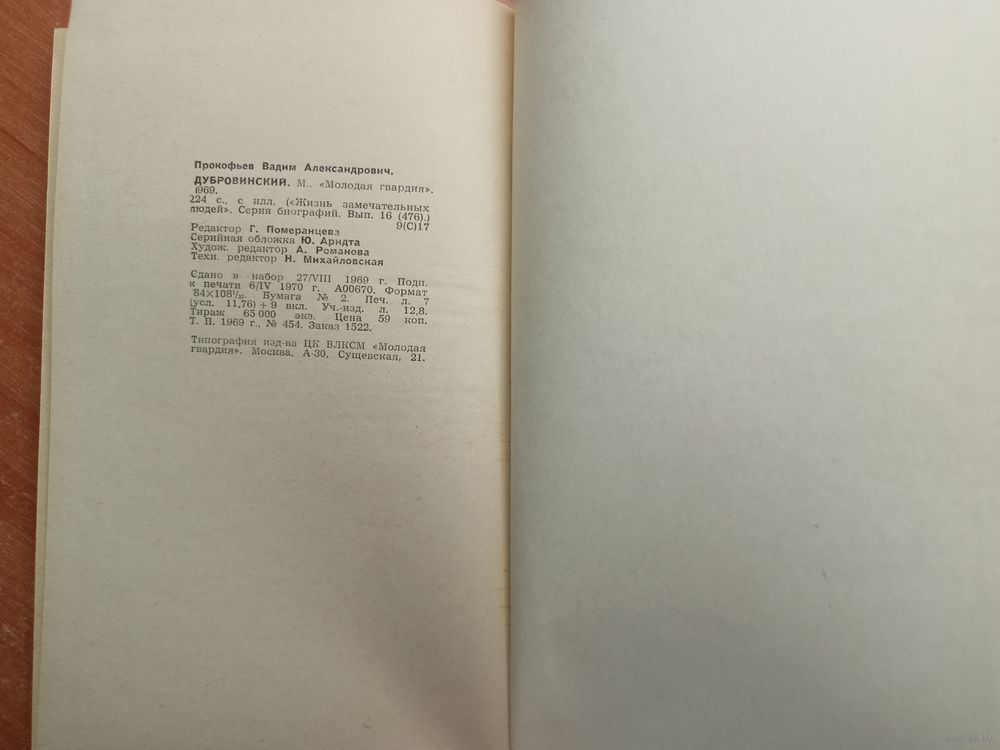 Прокофьев Вадим Александрович.
ДУБРОВИНСКИЙ. М., «Молодая гвардия».
1969.
224 с., с илл. («Жизнь замечательных
людей». Серия биографий. Вып. 16 (476).)
9(С)17
Редактор Г. Померанцева
Серийная обложка Ю. Арндта
Худож. редактор А. Романова
Техн. редактор Н. Михайловская
Сдано в набор 27/VIII 1969 г. Подп.
к печати 6/IV 1970 г. А00670. Формат
84×108¹/₃₂. Бумага № 2. Печ. л. 7
(усл. 11,76) + 9 вкл. Уч.-изд. л. 12,8.
Тираж 65 000 экз. Цена 59 коп.
Т. П. 1969 г., № 454. Заказ 1522.
Типография изд-ва ЦК ВЛКСМ «Молодая
гвардия». Москва, А-30, Сущевская, 21.
www.ay.by